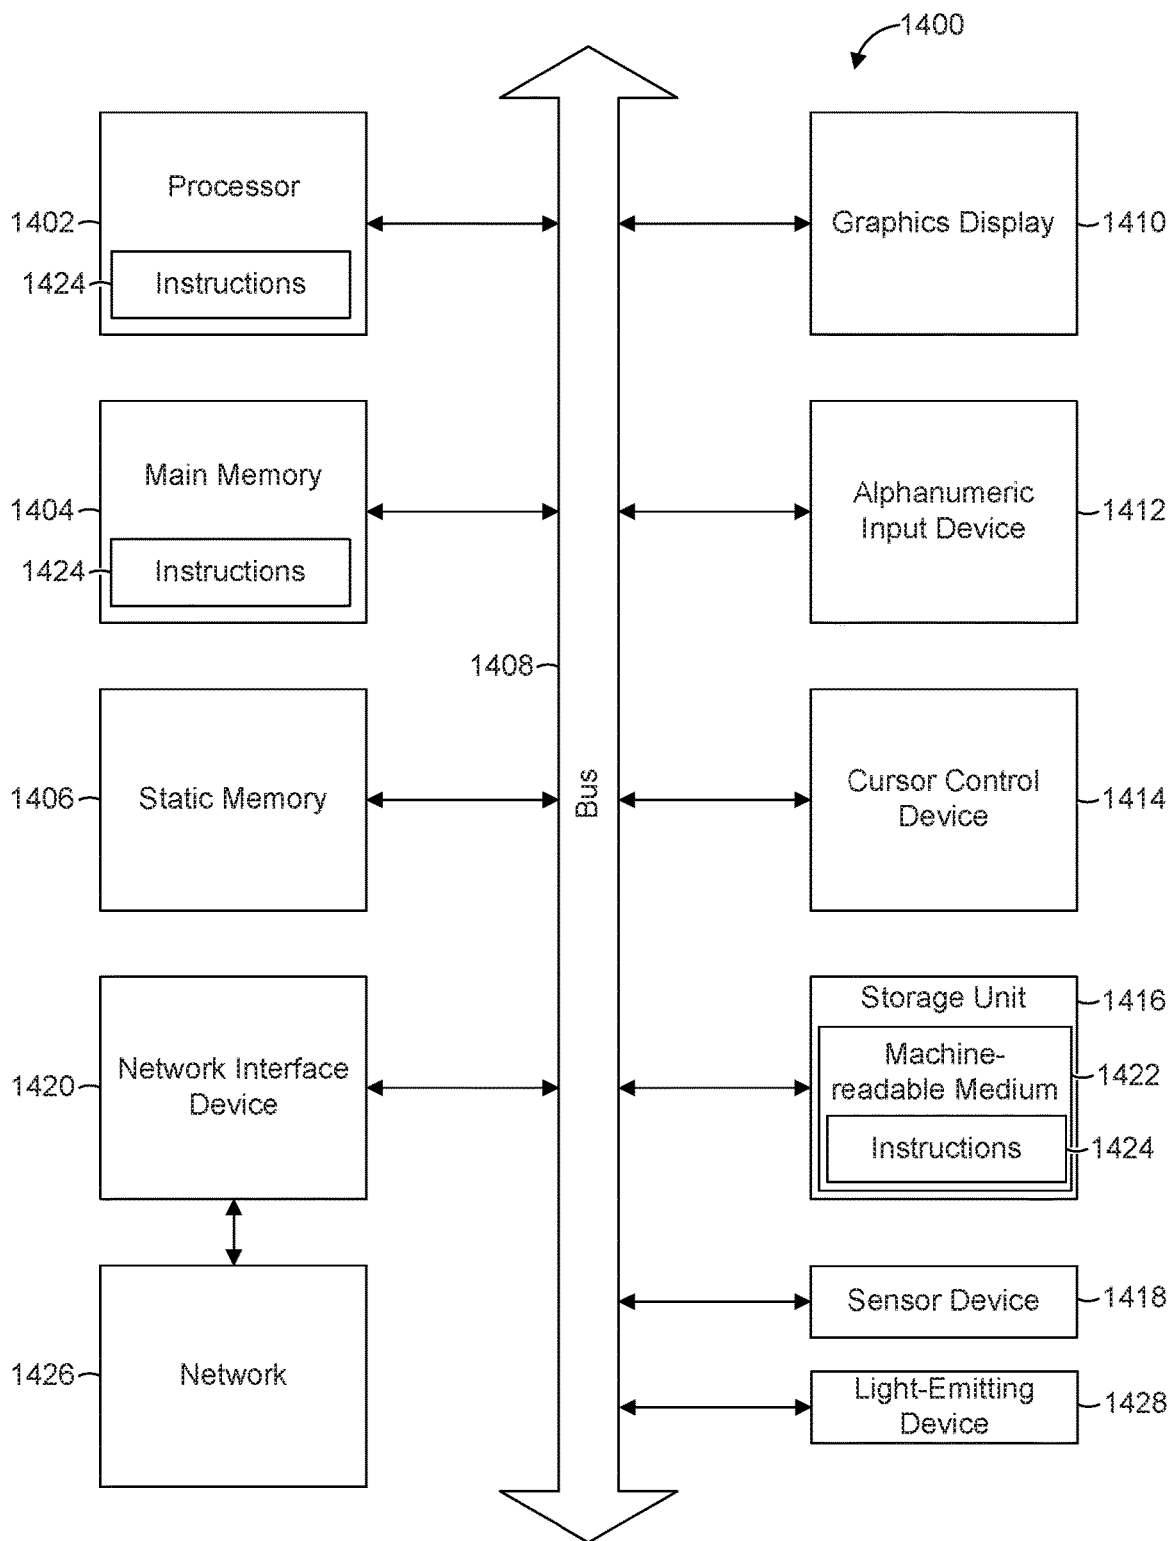 1400
Processor
1402
1424
Instructions
Graphics Display
1410
Main Memory
1404
1424
Instructions
Alphanumeric
Input Device
1412
1408
Bus
Static Memory
1406
Cursor Control
Device
1414
Network Interface
Device
1420
Storage Unit
1416
Machine-
readable Medium
1422
Instructions
1424
Network
1426
Sensor Device
1418
Light-Emitting
Device
1428